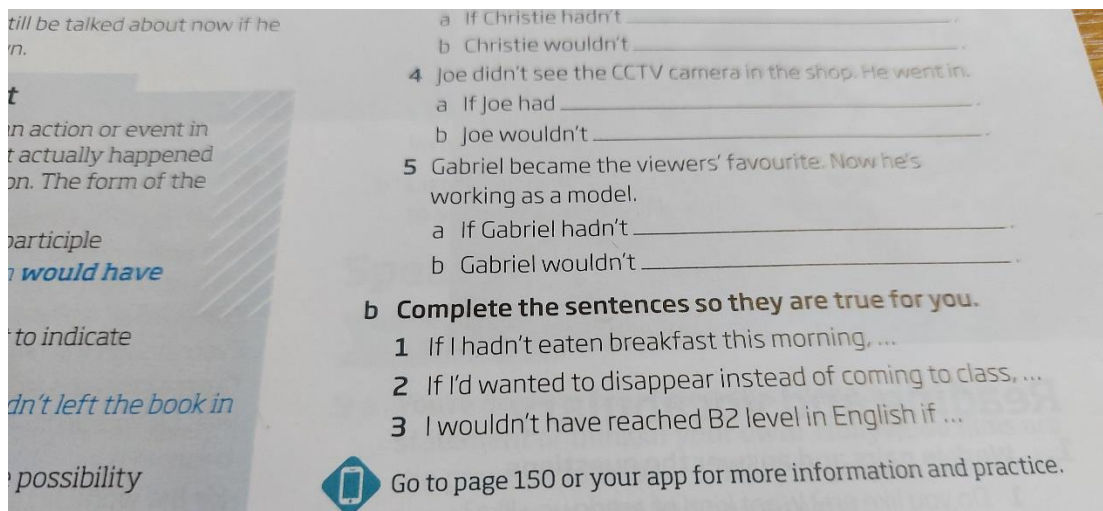 till be talked about now if he
n.
t
n action or event in
t actually happened
on. The form of the
participle
would have
to indicate
dn't left the book in
possibility
a If Christie hadn't
b Christie wouldn't
4 Joe didn't see the CCTV camera in the shop. He went in.
a If Joe had
b Joe wouldn't
5 Gabriel became the viewers' favourite. Now he's
working as a model.
a If Gabriel hadn't
b Gabriel wouldn't
b Complete the sentences so they are true for you.
1 If I hadn't eaten breakfast this morning, ...
2 If I'd wanted to disappear instead of coming to class, ...
3 I wouldn't have reached B2 level in English if ...
Go to page 150 or your app for more information and practice.